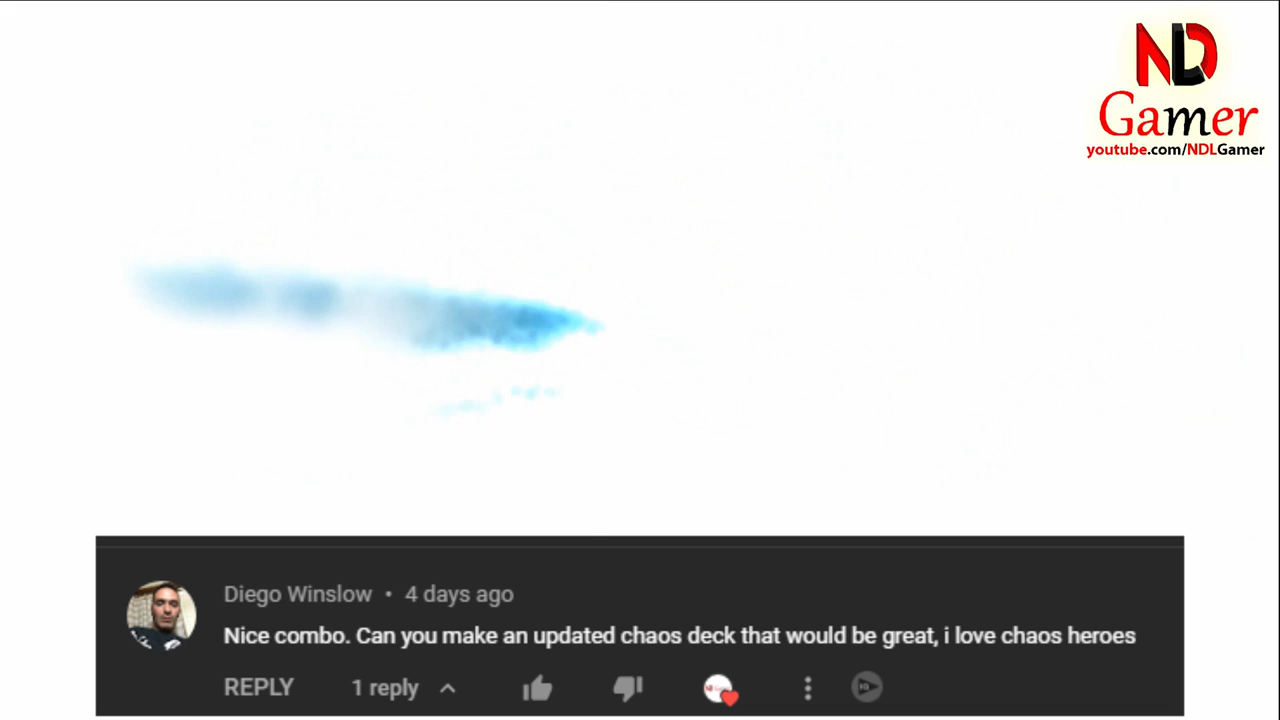 ND
Gamer
youtube.com/NDLGamer
Diego Winslow • 4 days ago
Nice combo. Can you make an updated chaos deck that would be great, i love chaos heroes
REPLY 1 reply